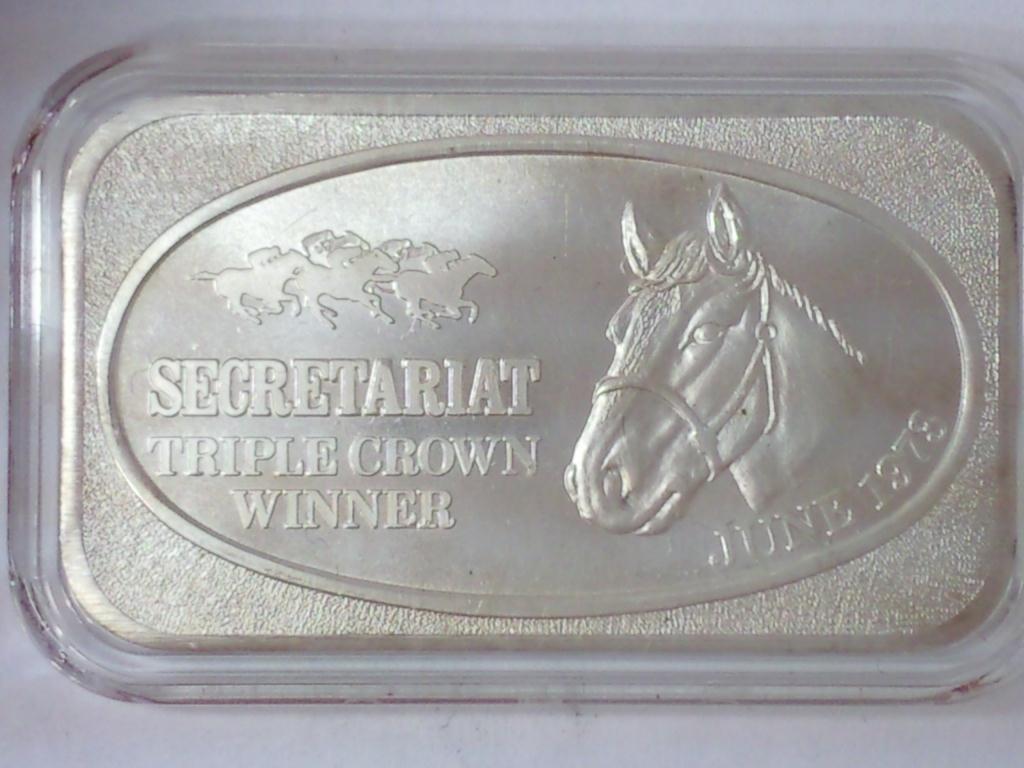 SECRETARIAT
TRIPLE CROWN
WINNER
JUNE 1973